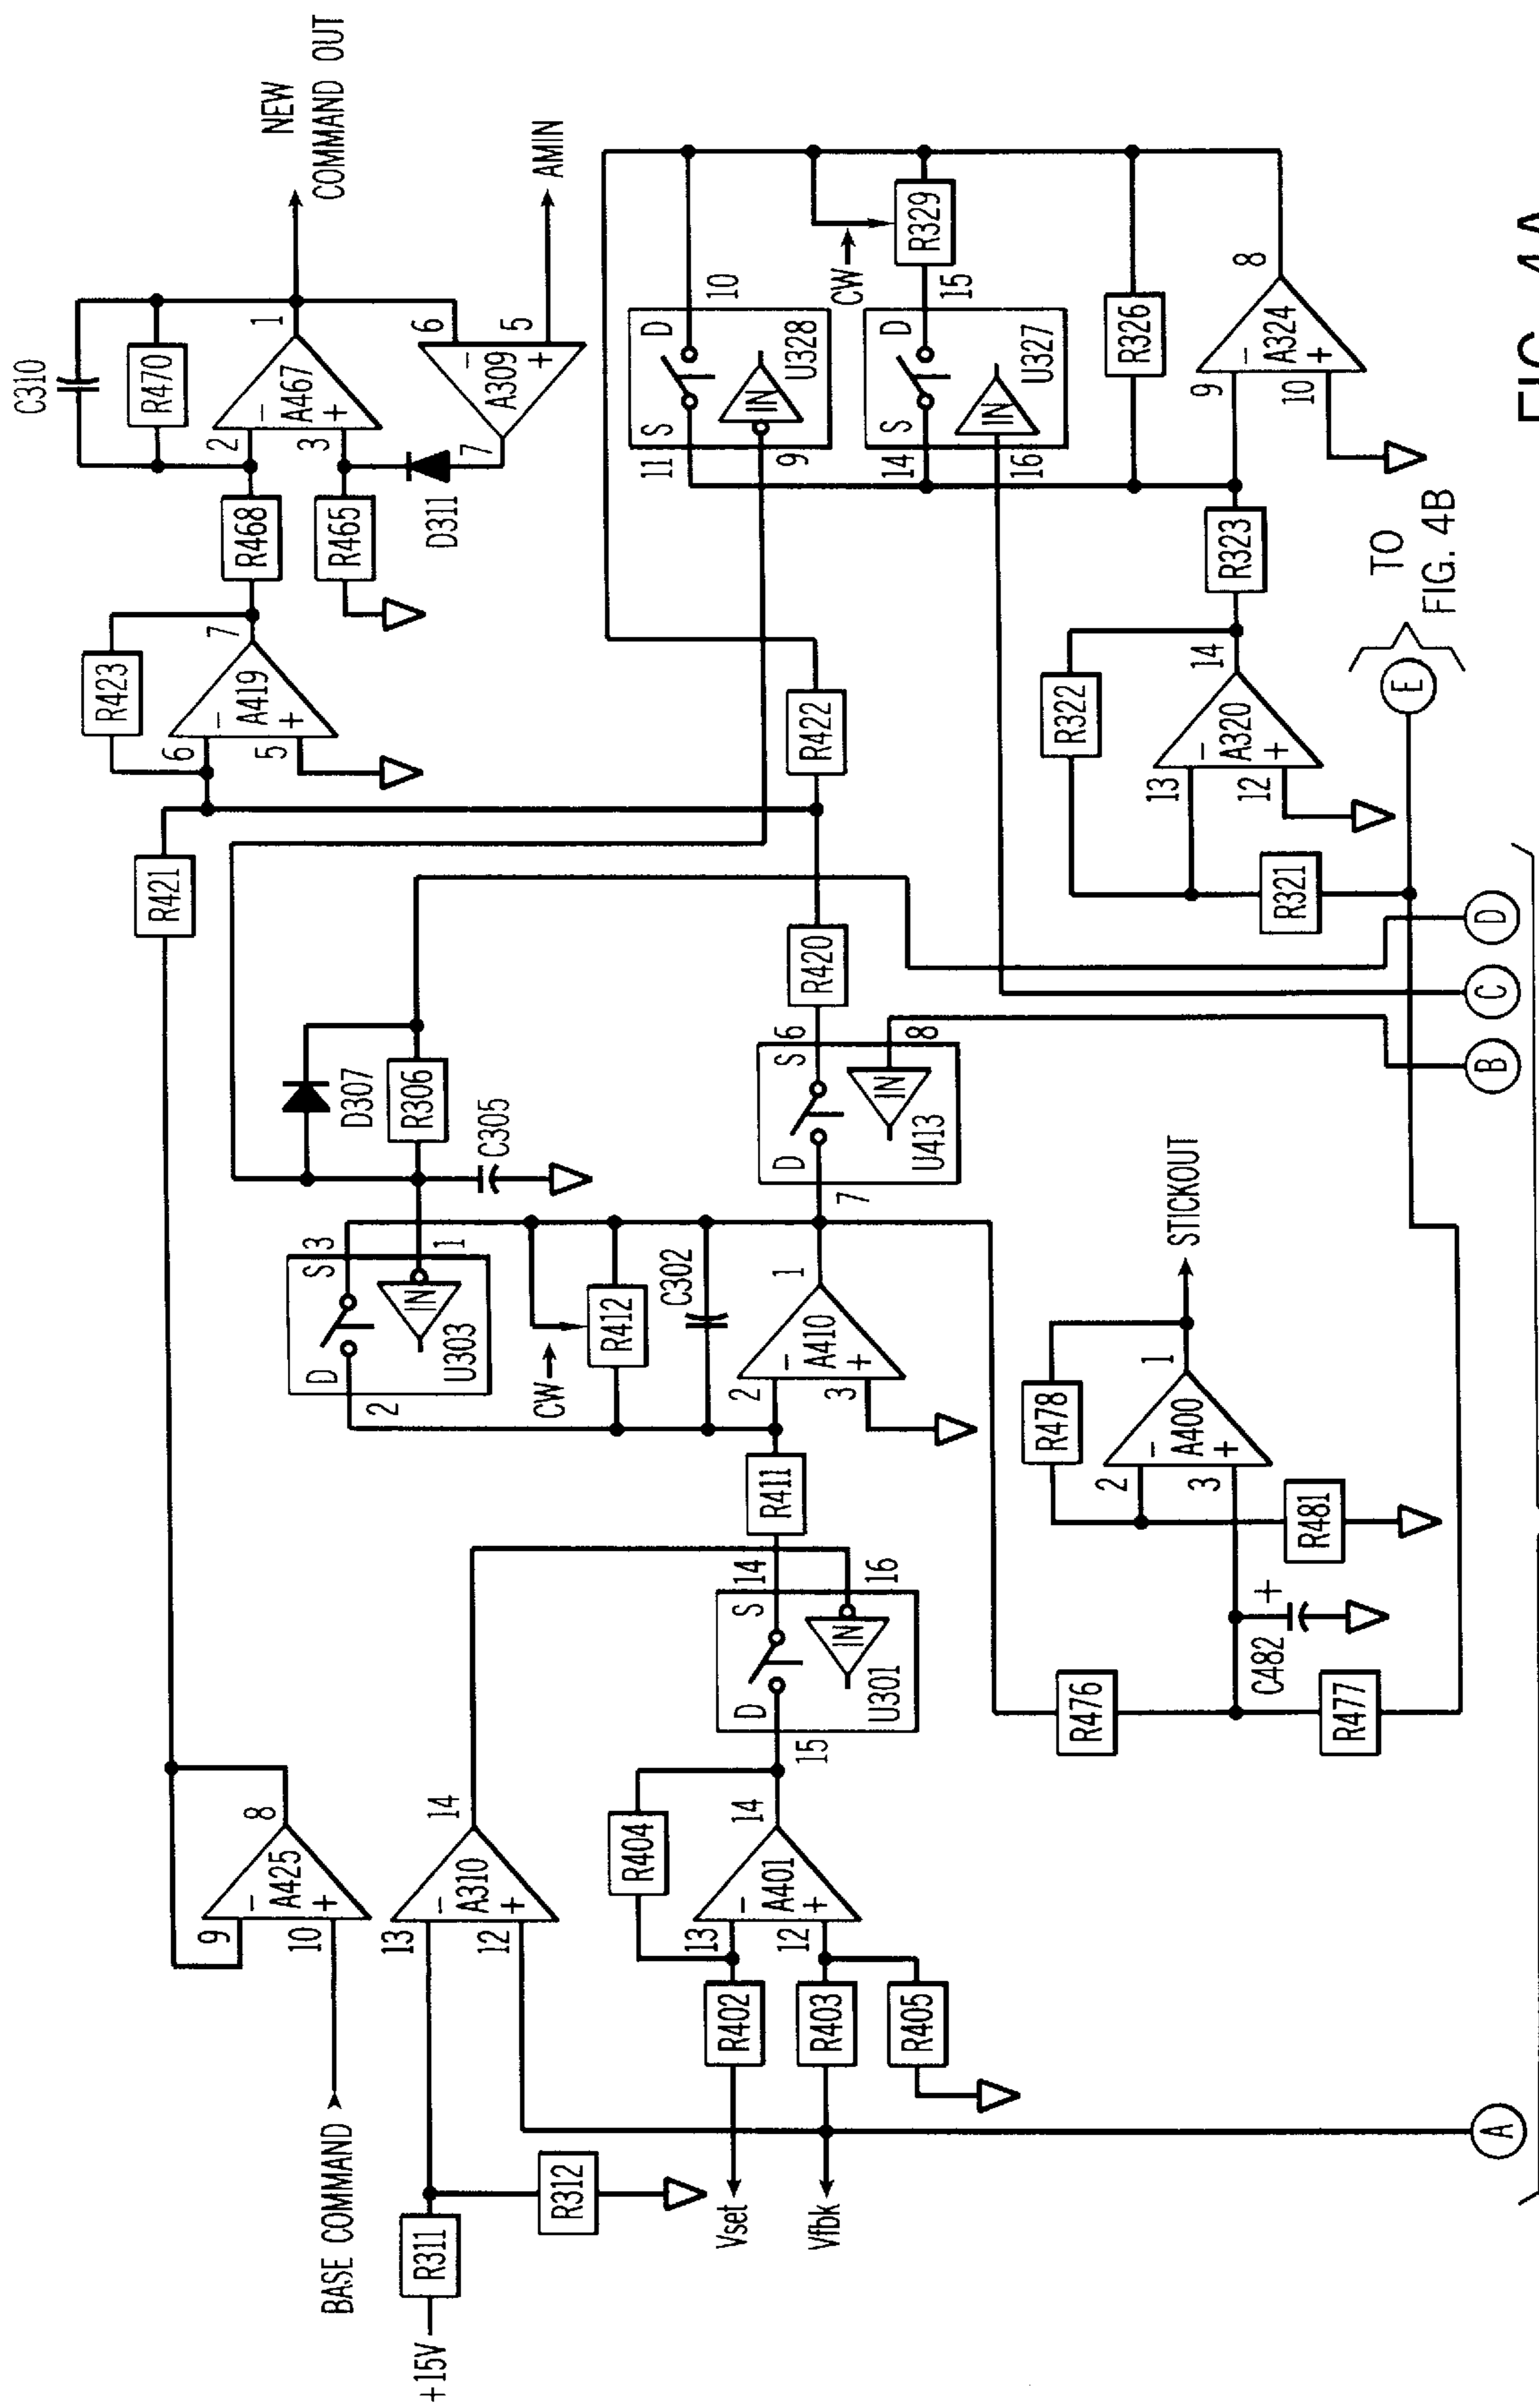 C310
R470
2
A467
-
+
3
1
NEW
COMMAND OUT
R423
6
A419
-
+
5
7
R468
R465
D311
7
A309
-
+
6
5
AMIN
R421
9
A425
-
+
10
8
BASE COMMAND
+15V
R311
R312
13
A310
-
+
12
14
Vset
Vfbk
R402
R403
R405
R404
13
A401
-
+
12
14
15
D
S
IN
U301
14
16
R411
2
D
S
3
IN
1
U303
CW
R412
C302
2
A410
-
+
3
1
D307
R306
C305
7
D
S
6
IN
8
U413
R420
R422
11
S
D
10
IN
9
U328
14
S
D
15
IN
16
U327
CW
R329
R326
9
A324
-
+
10
8
R323
R322
13
A320
-
+
12
14
R321
R476
R477
C482
+
R481
R478
2
A400
-
+
3
1
STICKOUT
A
B
C
D
E
TO
FIG. 4B
FIG. 4A